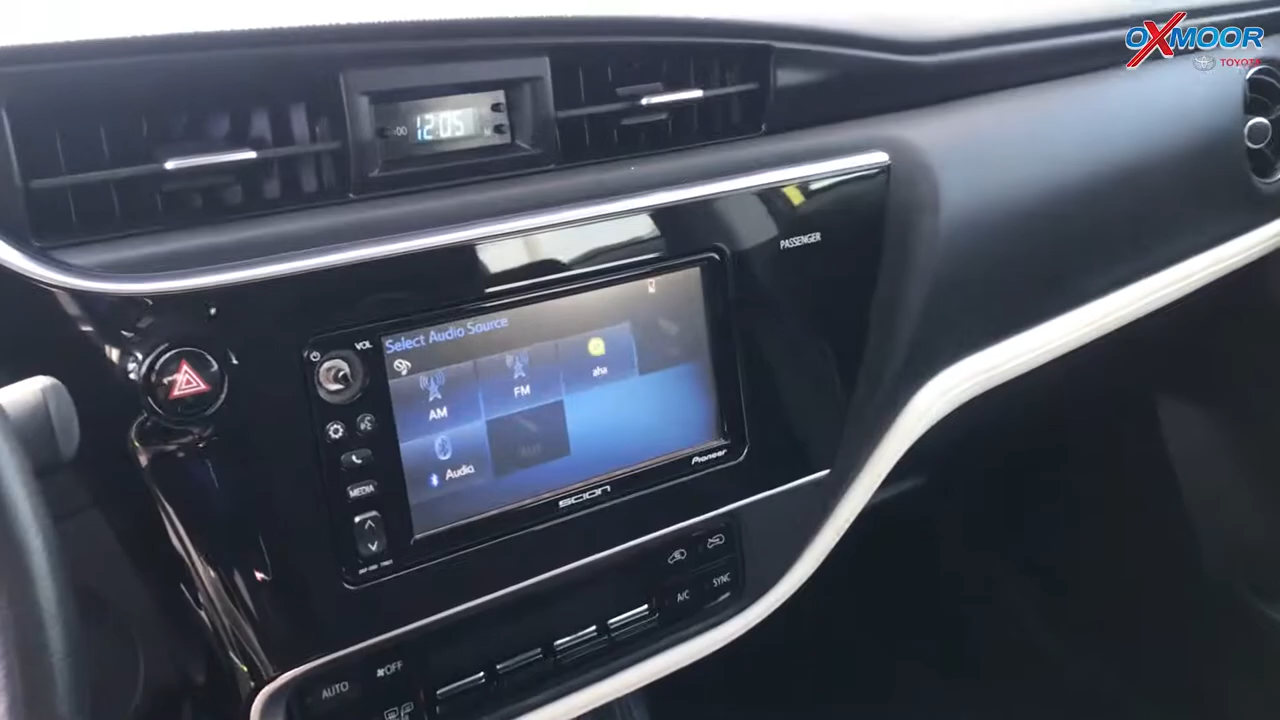 OXMOOR
TOYOTA
12:05
PASSENGER
VOL
Select Audio Source
AM
FM
aha
Audio
MEDIA
Pioneer
SCION
A/C
SYNC
OFF
AUTO